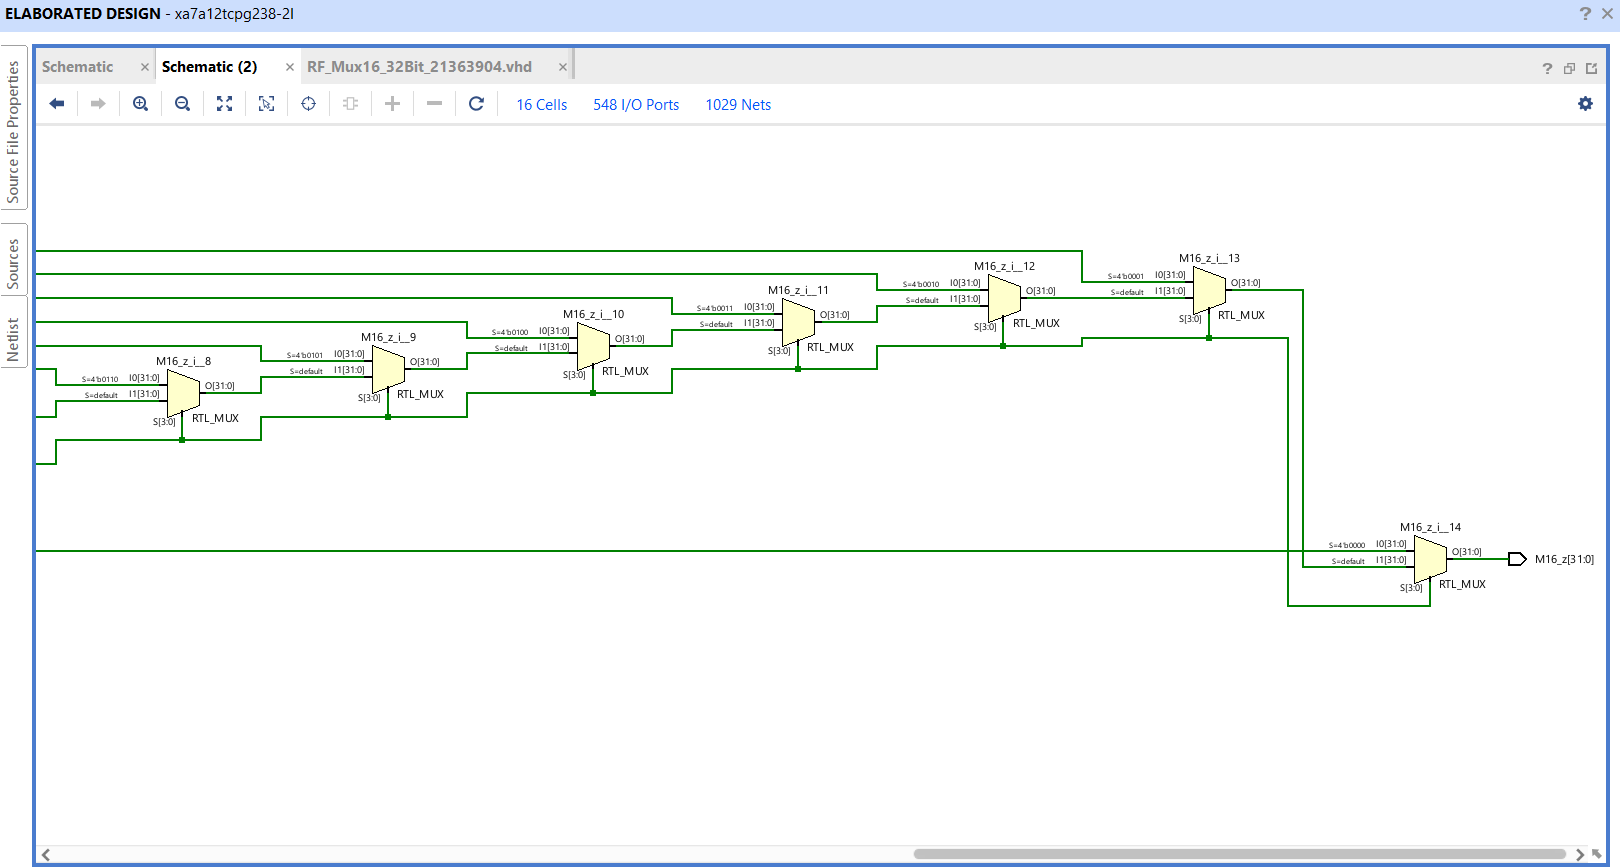 ELABORATED DESIGN - xa7a12tcpg238-2I
?
Source File Properties
Sources
Netlist
Schematic
Schematic (2)
RF_Mux16_32Bit_21363904.vhd
?
16 Cells 548 I/O Ports 1029 Nets
M16_z_i__8
S=4'b0110 I0[31:0]
S=default I1[31:0]
O[31:0]
S[3:0]
RTL_MUX
M16_z_i__9
S=4'b0101 I0[31:0]
S=default I1[31:0]
O[31:0]
S[3:0]
RTL_MUX
M16_z_i__10
S=4'b0100 I0[31:0]
S=default I1[31:0]
O[31:0]
S[3:0]
RTL_MUX
M16_z_i__11
S=4'b0011 I0[31:0]
S=default I1[31:0]
O[31:0]
S[3:0]
RTL_MUX
M16_z_i__12
S=4'b0010 I0[31:0]
S=default I1[31:0]
O[31:0]
S[3:0]
RTL_MUX
M16_z_i__13
S=4'b0001 I0[31:0]
S=default I1[31:0]
O[31:0]
S[3:0]
RTL_MUX
M16_z_i__14
S=4'b0000 I0[31:0]
S=default I1[31:0]
O[31:0]
S[3:0]
RTL_MUX
M16_z[31:0]